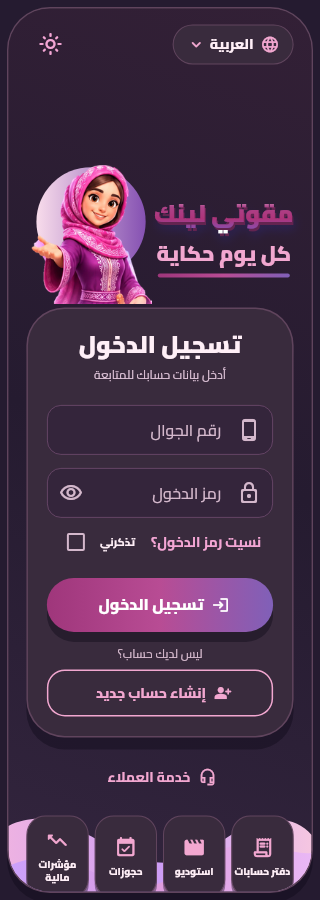 العربية
مقوتي لينك
كل يوم حكاية
تسجيل الدخول
أدخل بيانات حسابك للمتابعة
رقم الجوال
رمز الدخول
نسيت رمز الدخول؟ تذكرني
تسجيل الدخول
ليس لديك حساب؟
إنشاء حساب جديد
خدمة العملاء
دفتر حسابات
استوديو
حجوزات
مؤشرات
مالية